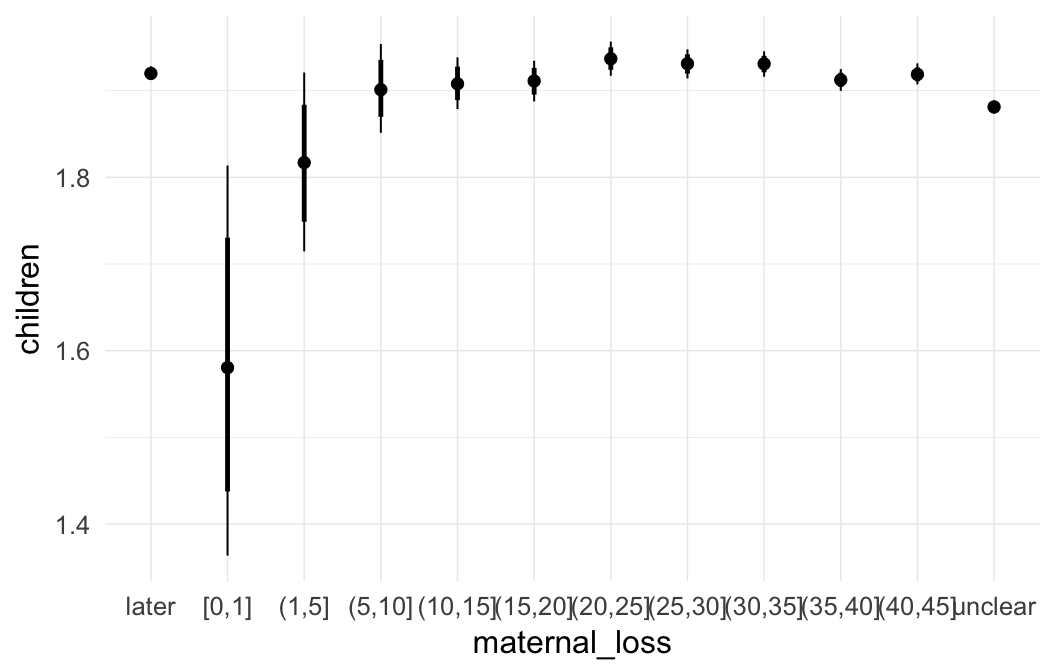 children
1.8
1.6
1.4
later [0,1] (1,5] (5,10] (10,15] (15,20] (20,25] (25,30] (30,35] (35,40] (40,45] unclear
maternal_loss